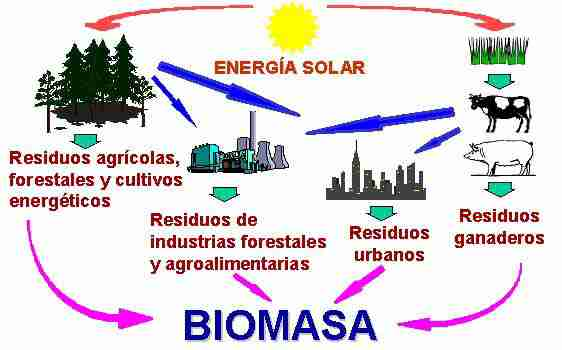 ENERGÍA SOLAR
Residuos agrícolas,
forestales y cultivos
energéticos
Residuos de
industrias forestales
y agroalimentarias
Residuos
urbanos
Residuos
ganaderos
BIOMASA